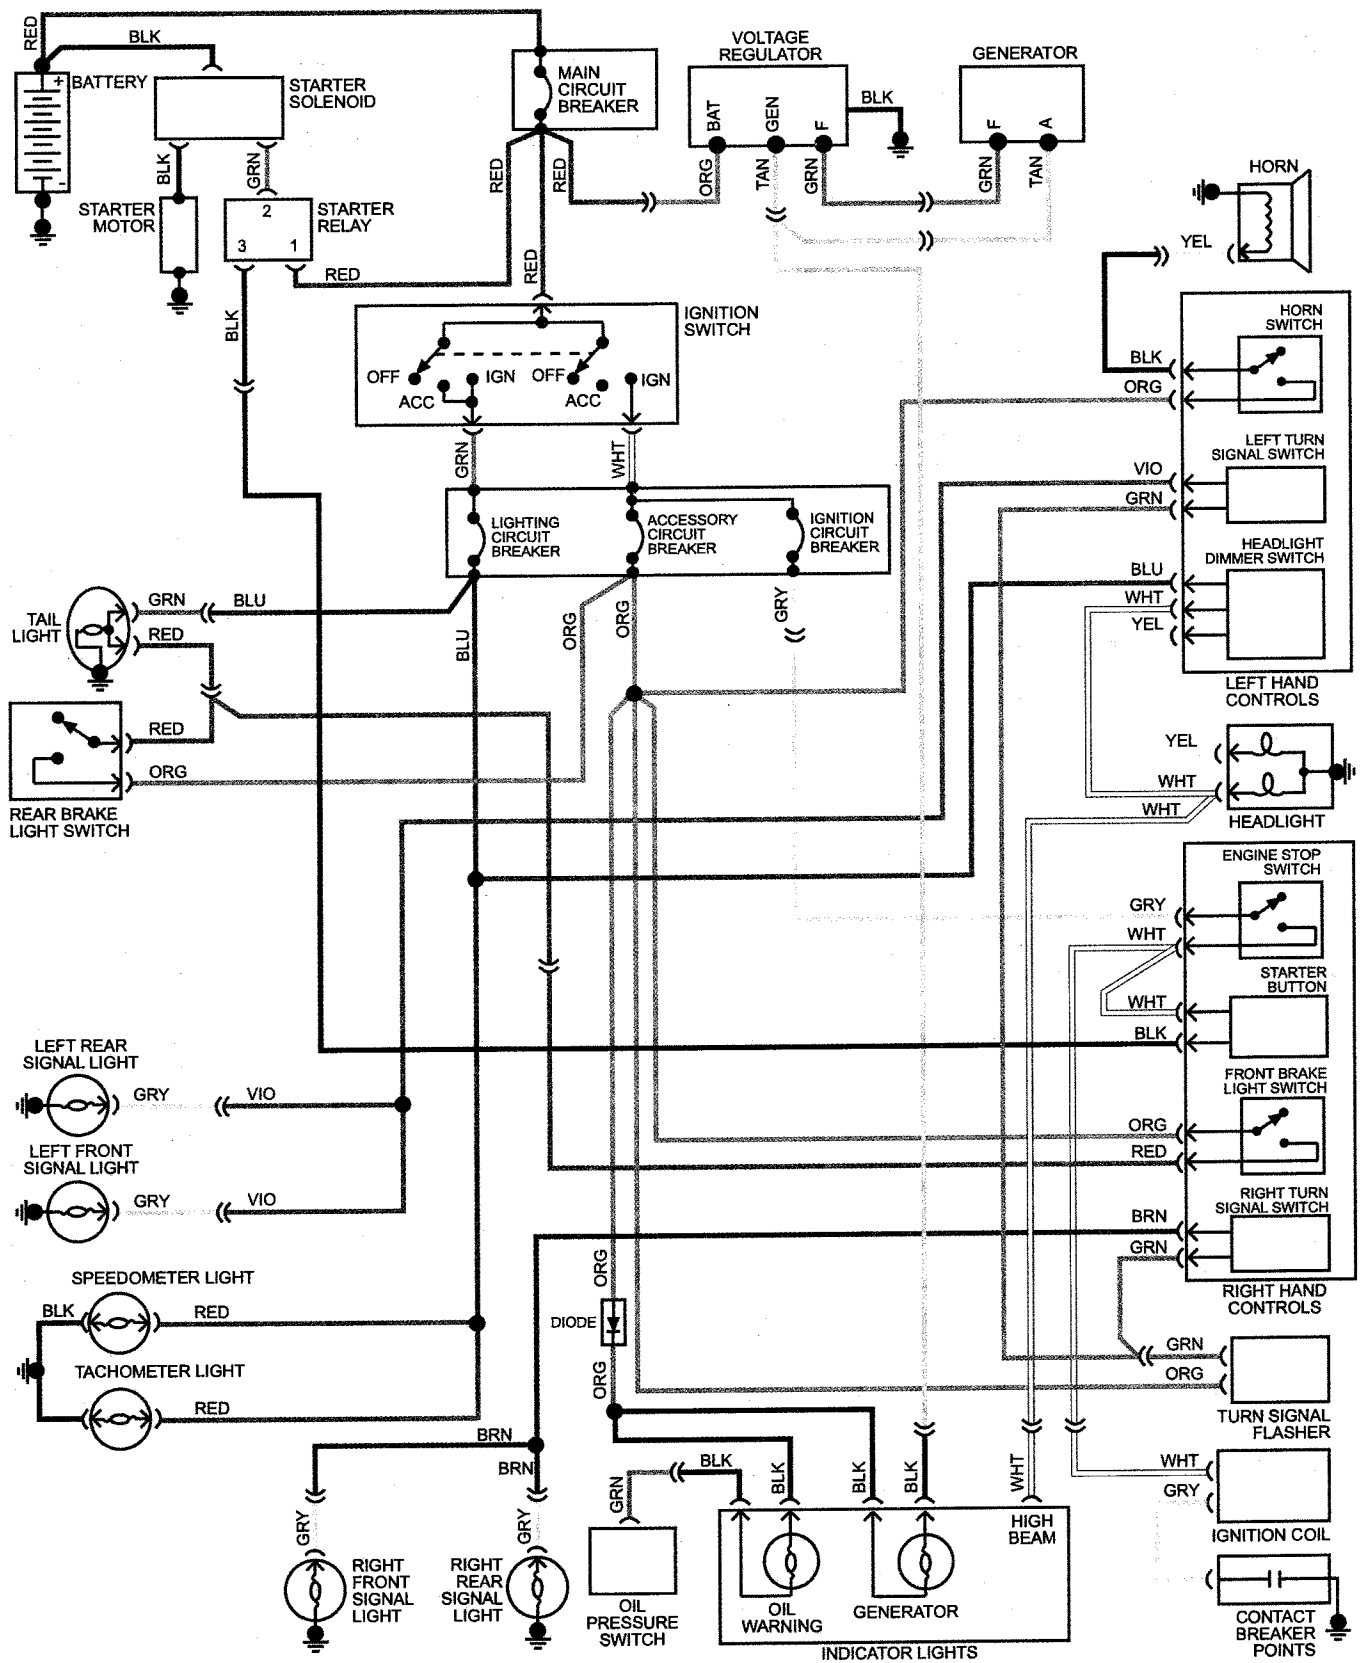 RED
BLK
BATTERY
+
-
STARTER
SOLENOID
MAIN
CIRCUIT
BREAKER
VOLTAGE
REGULATOR
BAT
GEN
F
BLK
GENERATOR
F
A
BLK
GRN
RED
RED
ORG
TAN
GRN
GRN
TAN
HORN
YEL
STARTER
MOTOR
2
3
1
STARTER
RELAY
RED
RED
BLK
IGNITION
SWITCH
OFF
ACC
IGN
OFF
ACC
IGN
HORN
SWITCH
BLK
ORG
GRN
WHT
LEFT TURN
SIGNAL SWITCH
VIO
GRN
LIGHTING
CIRCUIT
BREAKER
ACCESSORY
CIRCUIT
BREAKER
IGNITION
CIRCUIT
BREAKER
HEADLIGHT
DIMMER SWITCH
BLU
WHT
YEL
LEFT HAND
CONTROLS
TAIL
LIGHT
GRN
BLU
RED
BLU
ORG
ORG
GRY
RED
ORG
REAR BRAKE
LIGHT SWITCH
YEL
WHT
WHT
HEADLIGHT
ENGINE STOP
SWITCH
GRY
WHT
STARTER
BUTTON
WHT
BLK
FRONT BRAKE
LIGHT SWITCH
ORG
RED
RIGHT TURN
SIGNAL SWITCH
BRN
GRN
RIGHT HAND
CONTROLS
LEFT REAR
SIGNAL LIGHT
GRY
VIO
LEFT FRONT
SIGNAL LIGHT
GRY
VIO
SPEEDOMETER LIGHT
BLK
RED
TACHOMETER LIGHT
RED
ORG
DIODE
ORG
GRN
ORG
TURN SIGNAL
FLASHER
BRN
BRN
GRY
GRY
RIGHT
FRONT
SIGNAL
LIGHT
RIGHT
REAR
SIGNAL
LIGHT
GRN
BLK
BLK
BLK
BLK
WHT
OIL
PRESSURE
SWITCH
OIL
WARNING
GENERATOR
HIGH
BEAM
INDICATOR LIGHTS
WHT
GRY
IGNITION COIL
CONTACT
BREAKER
POINTS